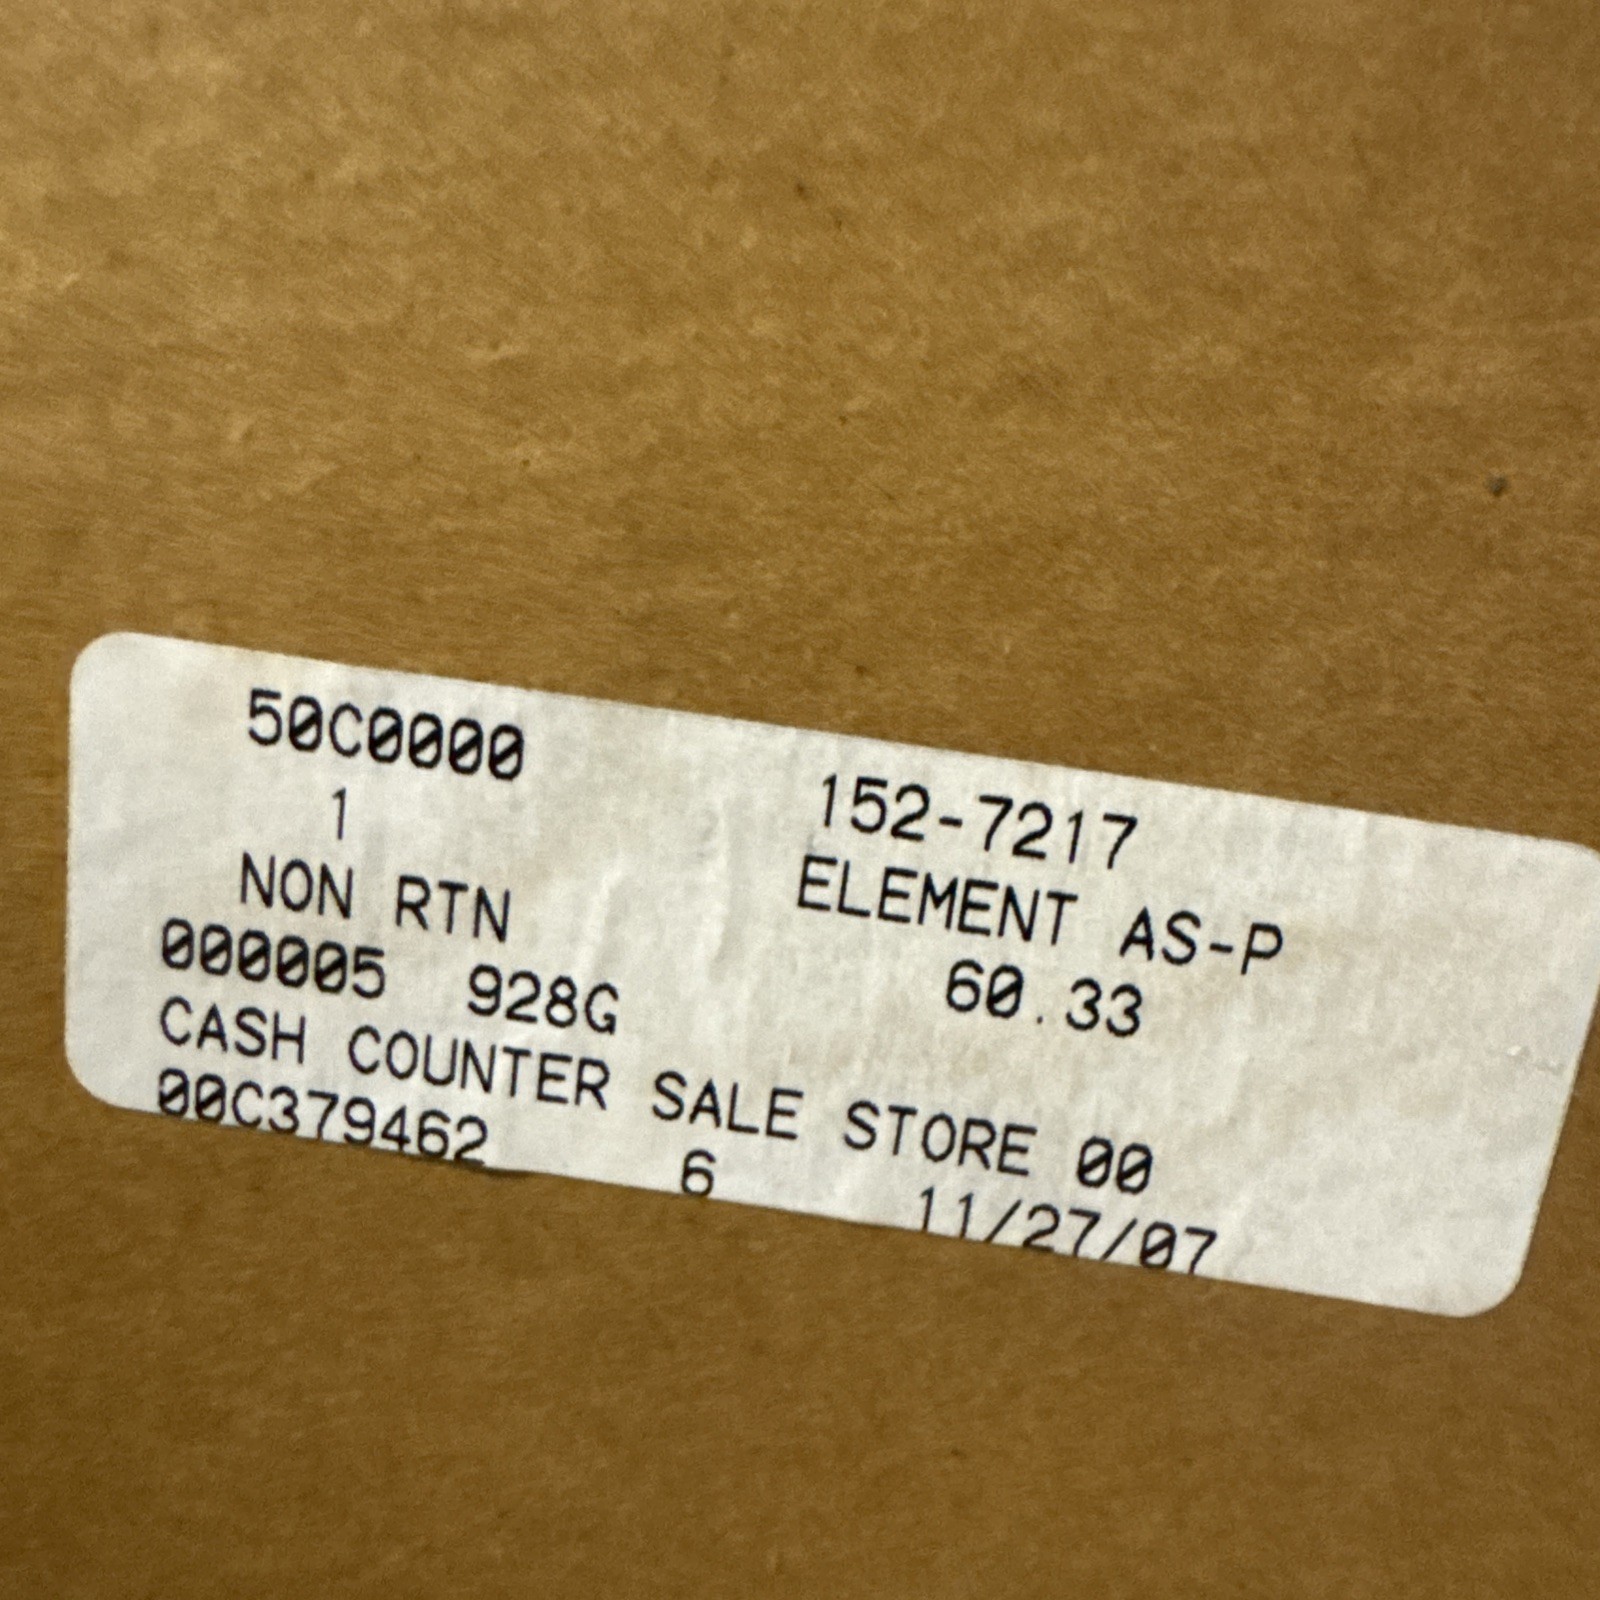 50C0000
1 152-7217
NON RTN ELEMENT AS-P
000005 928G 60.33
CASH COUNTER SALE STORE 00
00C379462 6 11/27/07